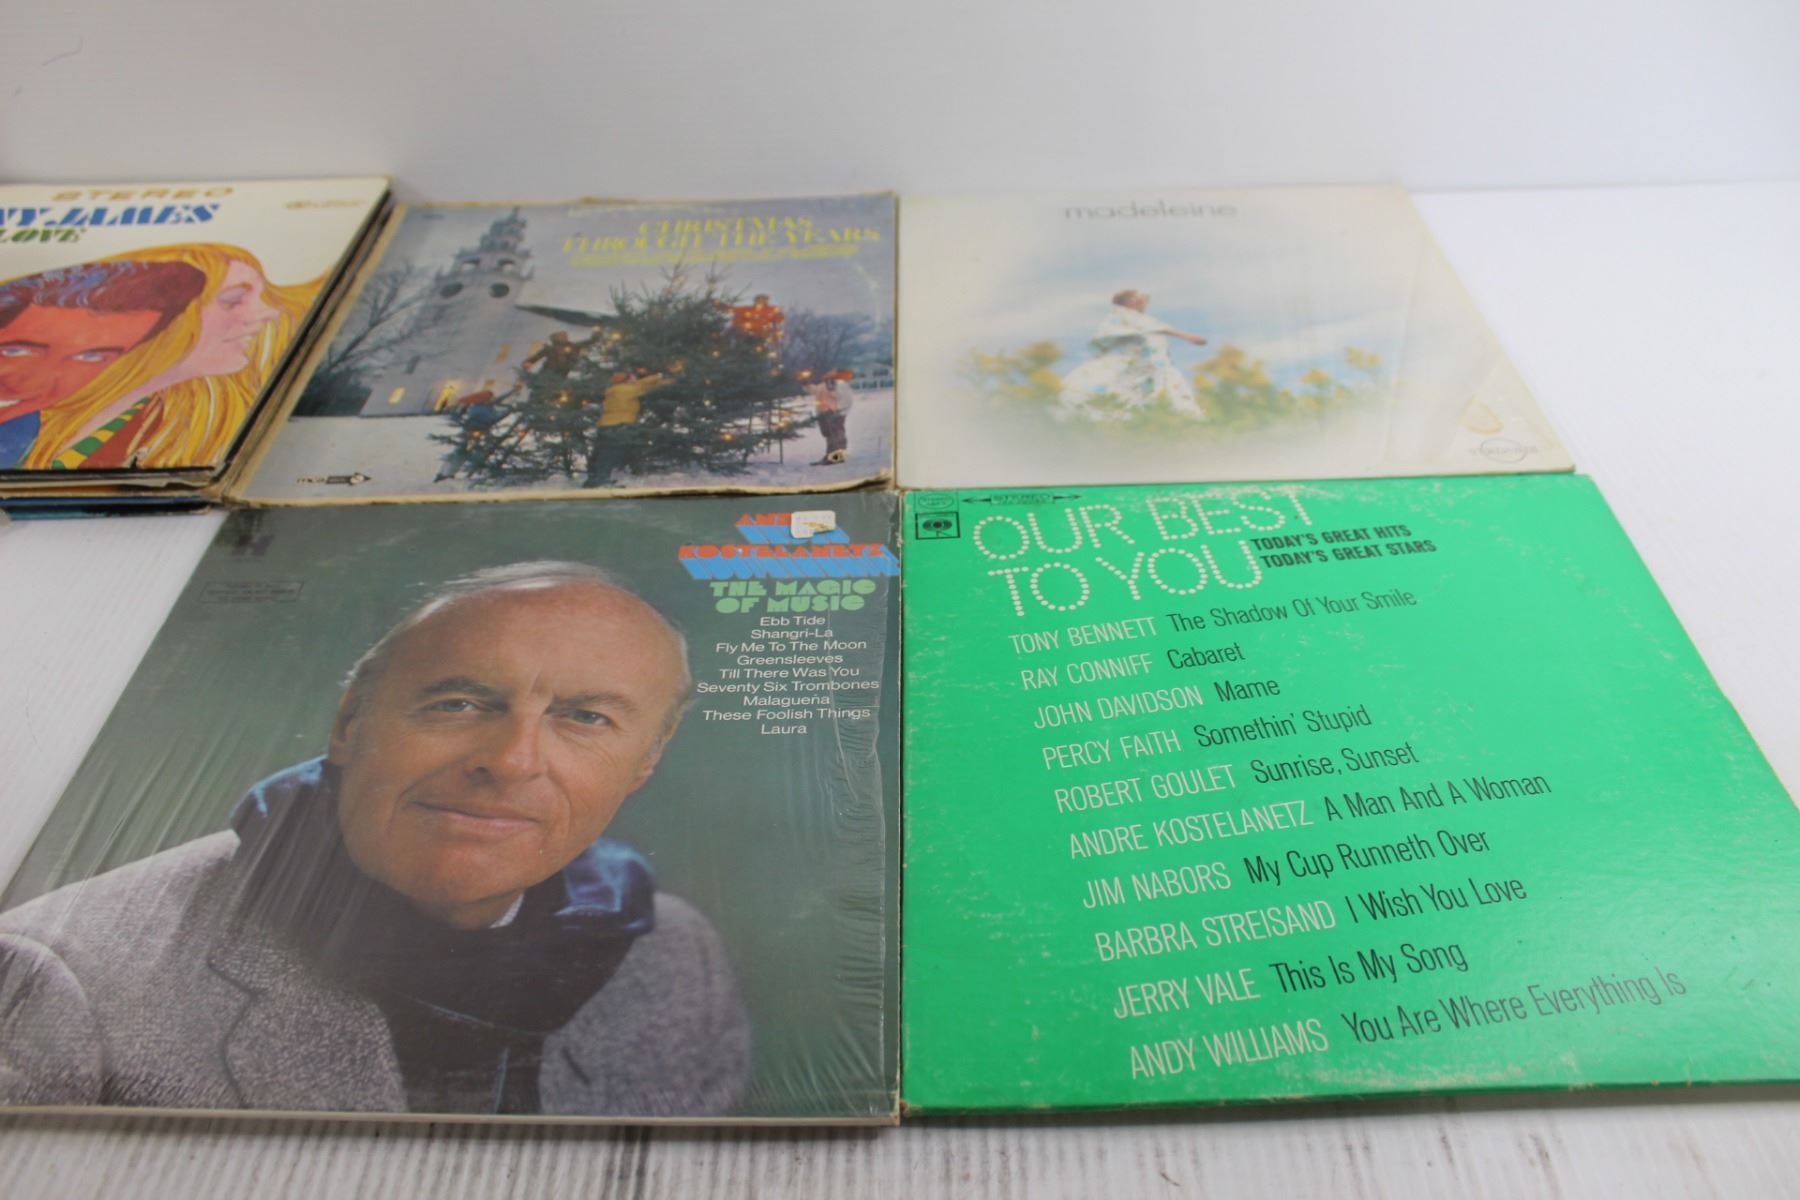 STEREO
NY JAMES
LOVE
CHRISTMAS
THROUGH THE YEARS
madeleine
KOSTELANETZ
THE MAGIC
OF MUSIC
Ebb Tide
Shangri-La
Fly Me To The Moon
Greensleeves
Till There Was You
Seventy Six Trombones
Malagueña
These Foolish Things
Laura
STEREO
OUR BEST
TO YOU
TODAY'S GREAT HITS
TODAY'S GREAT STARS
TONY BENNETT The Shadow Of Your Smile
RAY CONNIFF Cabaret
JOHN DAVIDSON Mame
PERCY FAITH Somethin' Stupid
ROBERT GOULET Sunrise, Sunset
ANDRE KOSTELANETZ A Man And A Woman
JIM NABORS My Cup Runneth Over
BARBRA STREISAND I Wish You Love
JERRY VALE This Is My Song
ANDY WILLIAMS You Are Where Everything Is